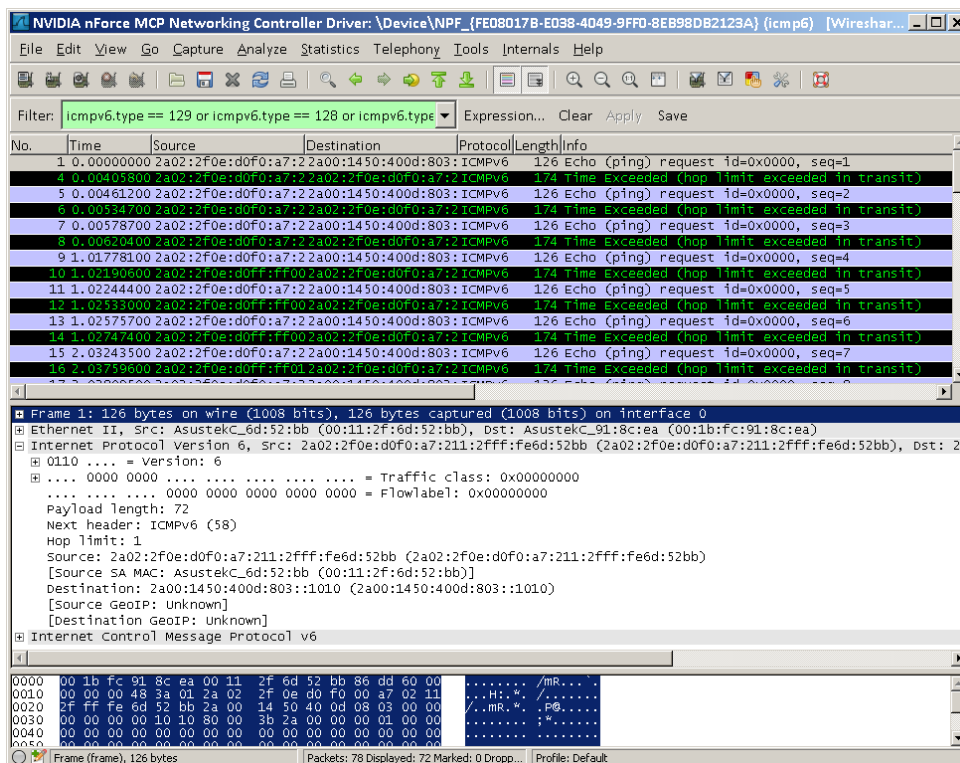 NVIDIA nForce MCP Networking Controller Driver: \Device\NPF_{FE08017B-E038-4049-9FF0-8EB98DB2123A} (icmp6) [Wireshar...
File Edit View Go Capture Analyze Statistics Telephony Tools Internals Help
Filter: icmpv6.type == 129 or icmpv6.type == 128 or icmpv6.type Expression... Clear Apply Save
No. Time Source Destination Protocol Length Info
1 0.00000000 2a02:2f0e:d0f0:a7:2 2a00:1450:400d:803: ICMPv6 126 Echo (ping) request id=0x0000, seq=1
4 0.00405800 2a02:2f0e:d0f0:a7:2 2a02:2f0e:d0f0:a7:2 ICMPv6 174 Time Exceeded (hop limit exceeded in transit)
5 0.00461200 2a02:2f0e:d0f0:a7:2 2a00:1450:400d:803: ICMPv6 126 Echo (ping) request id=0x0000, seq=2
6 0.00534700 2a02:2f0e:d0f0:a7:2 2a02:2f0e:d0f0:a7:2 ICMPv6 174 Time Exceeded (hop limit exceeded in transit)
7 0.00578700 2a02:2f0e:d0f0:a7:2 2a00:1450:400d:803: ICMPv6 126 Echo (ping) request id=0x0000, seq=3
8 0.00620400 2a02:2f0e:d0f0:a7:2 2a02:2f0e:d0f0:a7:2 ICMPv6 174 Time Exceeded (hop limit exceeded in transit)
9 1.01778100 2a02:2f0e:d0f0:a7:2 2a00:1450:400d:803: ICMPv6 126 Echo (ping) request id=0x0000, seq=4
10 1.02190600 2a02:2f0e:d0ff:ff00 2a02:2f0e:d0f0:a7:2 ICMPv6 174 Time Exceeded (hop limit exceeded in transit)
11 1.02244400 2a02:2f0e:d0f0:a7:2 2a00:1450:400d:803: ICMPv6 126 Echo (ping) request id=0x0000, seq=5
12 1.02533000 2a02:2f0e:d0ff:ff00 2a02:2f0e:d0f0:a7:2 ICMPv6 174 Time Exceeded (hop limit exceeded in transit)
13 1.02575700 2a02:2f0e:d0f0:a7:2 2a00:1450:400d:803: ICMPv6 126 Echo (ping) request id=0x0000, seq=6
14 1.02747400 2a02:2f0e:d0ff:ff00 2a02:2f0e:d0f0:a7:2 ICMPv6 174 Time Exceeded (hop limit exceeded in transit)
15 2.03243500 2a02:2f0e:d0f0:a7:2 2a00:1450:400d:803: ICMPv6 126 Echo (ping) request id=0x0000, seq=7
16 2.03759600 2a02:2f0e:d0ff:ff01 2a02:2f0e:d0f0:a7:2 ICMPv6 174 Time Exceeded (hop limit exceeded in transit)
Frame 1: 126 bytes on wire (1008 bits), 126 bytes captured (1008 bits) on interface 0
Ethernet II, Src: AsustekC_6d:52:bb (00:11:2f:6d:52:bb), Dst: AsustekC_91:8c:ea (00:1b:fc:91:8c:ea)
Internet Protocol Version 6, Src: 2a02:2f0e:d0f0:a7:211:2fff:fe6d:52bb (2a02:2f0e:d0f0:a7:211:2fff:fe6d:52bb), Dst: 2
0110 .... = Version: 6
.... 0000 0000 .... .... .... .... .... = Traffic class: 0x00000000
.... .... .... 0000 0000 0000 0000 0000 = Flowlabel: 0x00000000
Payload length: 72
Next header: ICMPv6 (58)
Hop limit: 1
Source: 2a02:2f0e:d0f0:a7:211:2fff:fe6d:52bb (2a02:2f0e:d0f0:a7:211:2fff:fe6d:52bb)
[Source SA MAC: AsustekC_6d:52:bb (00:11:2f:6d:52:bb)]
Destination: 2a00:1450:400d:803::1010 (2a00:1450:400d:803::1010)
[Source GeoIP: Unknown]
[Destination GeoIP: Unknown]
Internet Control Message Protocol v6
0000 00 1b fc 91 8c ea 00 11 2f 6d 52 bb 86 dd 60 00 ........ /mR...`.
0010 00 00 00 48 3a 01 2a 02 2f 0e d0 f0 00 a7 02 11 ...H:.*. /.......
0020 2f ff fe 6d 52 bb 2a 00 14 50 40 0d 08 03 00 00 /..mR.*. .P@.....
0030 00 00 00 00 10 10 80 00 3b 2a 00 00 00 01 00 00 ........ ;*......
0040 00 00 00 00 00 00 00 00 00 00 00 00 00 00 00 00 ........ ........
Frame (frame), 126 bytes Packets: 78 Displayed: 72 Marked: 0 Dropp... Profile: Default